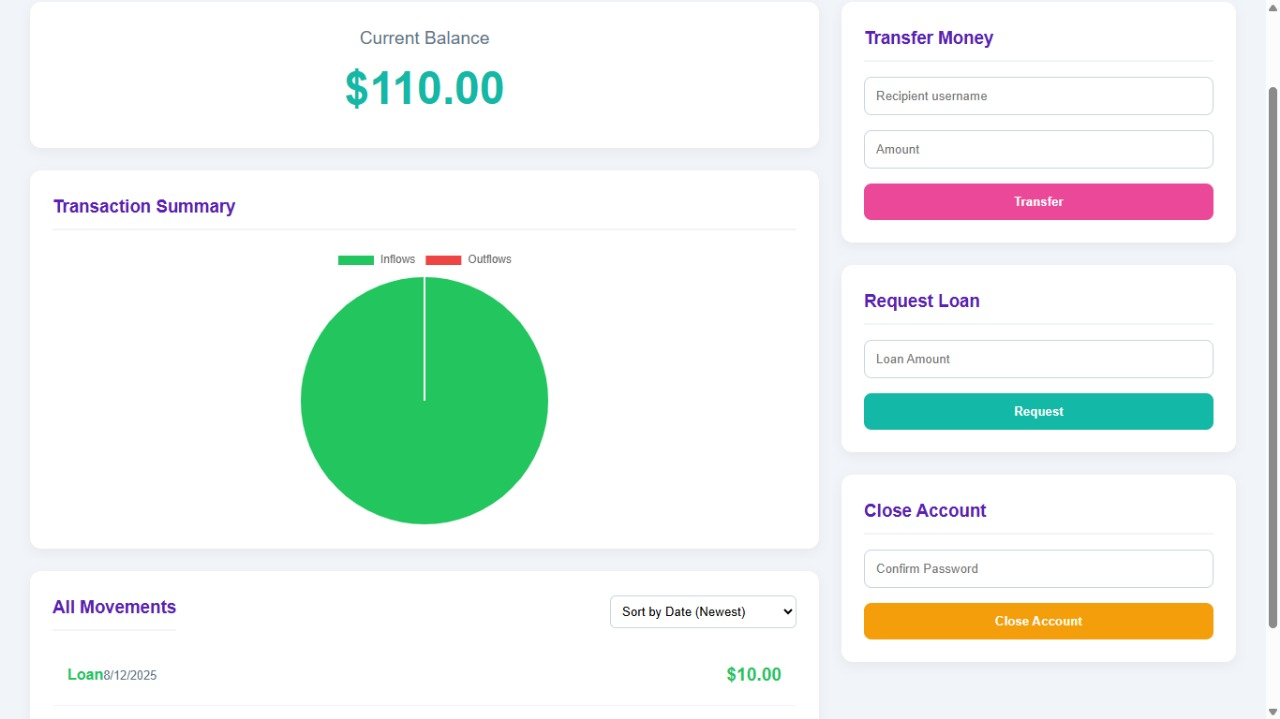 Current Balance
$110.00
Transaction Summary
Inflows Outflows
All Movements
Sort by Date (Newest)
Loan8/12/2025
$10.00
Transfer Money
Recipient username
Amount
Transfer
Request Loan
Loan Amount
Request
Close Account
Confirm Password
Close Account